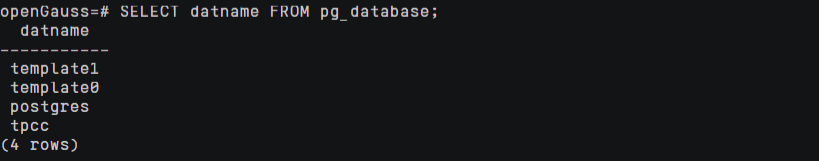 openGauss=# SELECT datname FROM pg_database;
datname
-----------
template1
template0
postgres
tpcc
(4 rows)